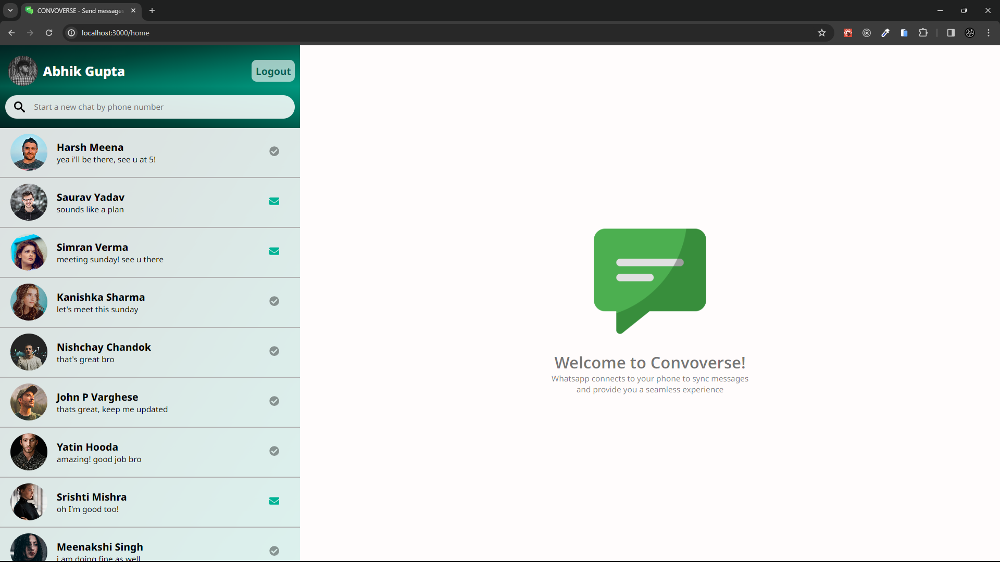 CONVOVERSE - Send messages
localhost:3000/home
Abhik Gupta
Logout
Start a new chat by phone number
Harsh Meena
yea i'll be there, see u at 5!
Saurav Yadav
sounds like a plan
Simran Verma
meeting sunday! see u there
Kanishka Sharma
let's meet this sunday
Nishchay Chandok
that's great bro
John P Varghese
thats great, keep me updated
Yatin Hooda
amazing! good job bro
Srishti Mishra
oh I'm good too!
Meenakshi Singh
i am doing fine as well
Welcome to Convoverse!
Whatsapp connects to your phone to sync messages
and provide you a seamless experience